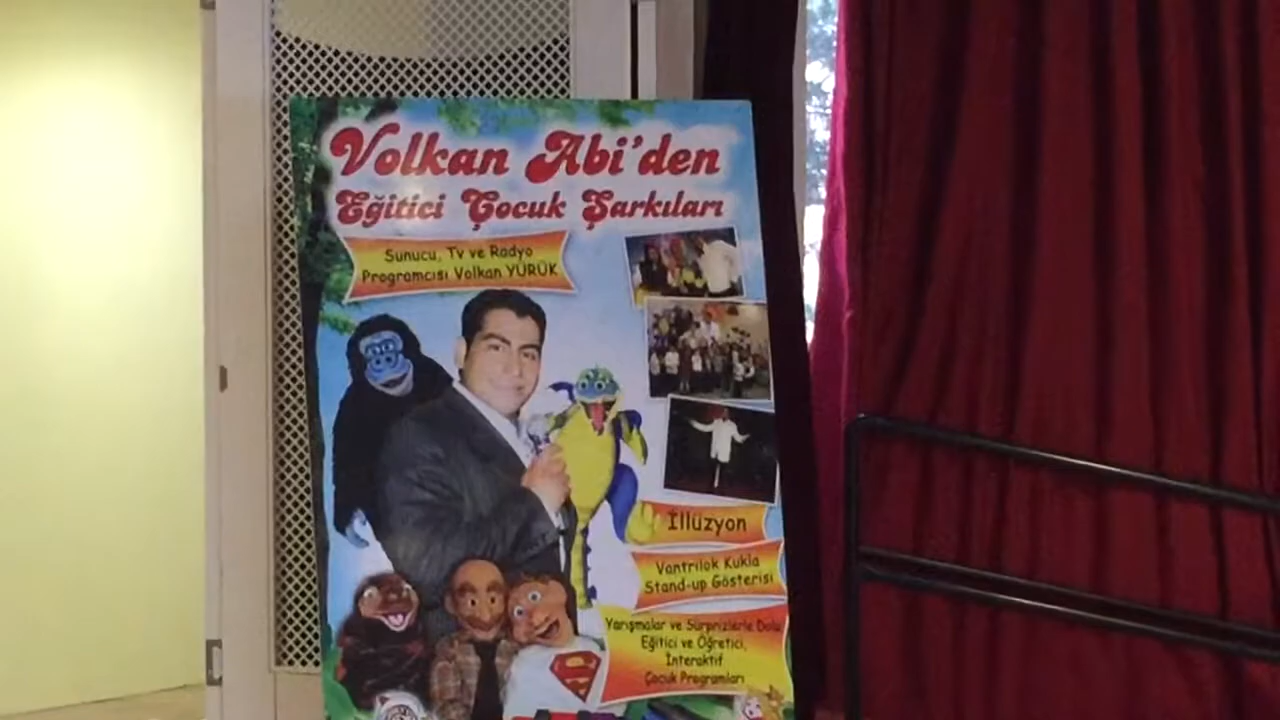 Volkan Abi'den
Eğitici Çocuk Şarkıları
Sunucu, Tv ve Radyo
Programcısı Volkan YÜRÜK
İllüzyon
Vantrilok Kukla
Stand-up Gösterisi
Yarışmalar ve Sürprizlerle Dolu
Eğitici ve Öğretici,
İnteraktif
Çocuk Programları